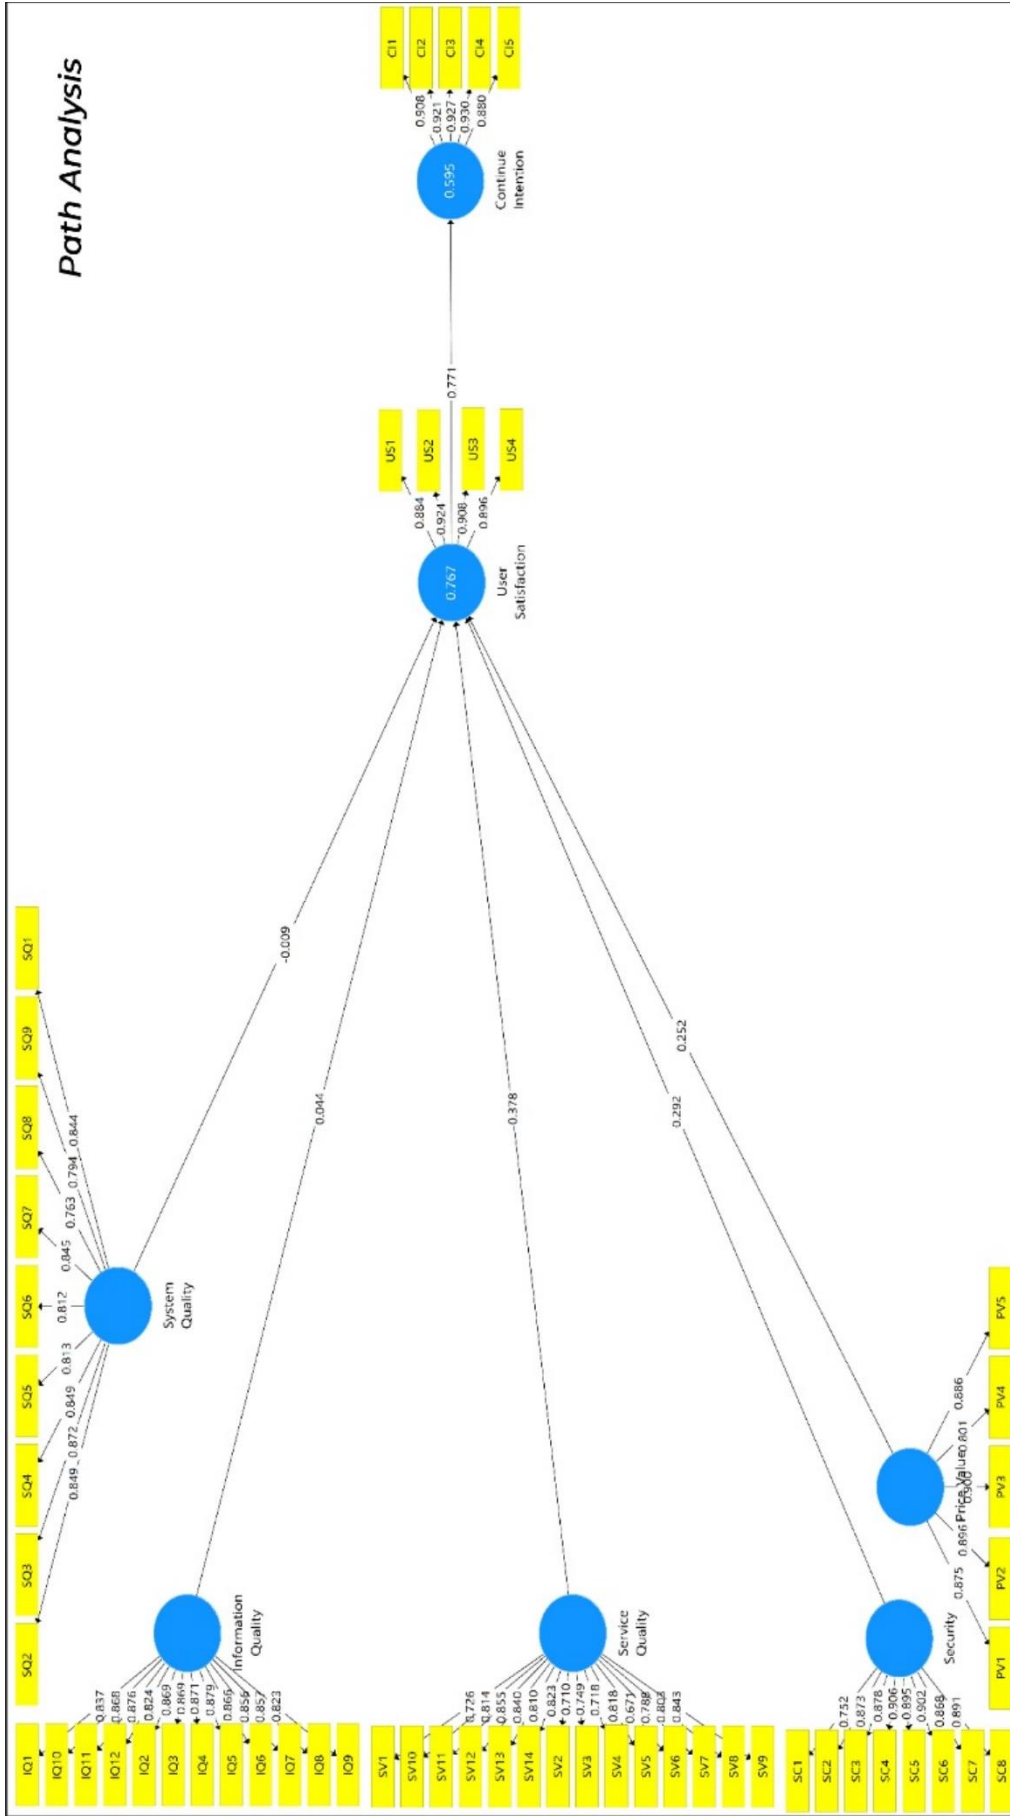 Path Analysis
SQ2
SQ3
SQ4
SQ5
SQ6
SQ7
SQ8
SQ9
SQ1
0.849
0.872
0.849
0.813
0.812
0.845
0.763
0.794
0.844
System
Quality
IQ1
IQ10
IQ11
IQ12
IQ2
IQ3
IQ4
IQ5
IQ6
IQ7
IQ8
IQ9
0.837
0.868
0.876
0.824
0.869
0.869
0.871
0.879
0.866
0.856
0.857
0.823
Information
Quality
SV1
SV10
SV11
SV12
SV13
SV14
SV2
SV3
SV4
SV5
SV6
SV7
SV8
SV9
0.726
0.814
0.855
0.840
0.810
0.823
0.710
0.749
0.718
0.818
0.671
0.788
0.803
0.843
Service
Quality
SC1
SC2
SC3
SC4
SC5
SC6
SC7
SC8
0.752
0.873
0.878
0.906
0.895
0.902
0.868
0.891
Security
Price Value
0.875
0.896
0.900
0.801
0.886
PV1
PV2
PV3
PV4
PV5
-0.009
0.044
0.378
0.292
0.252
0.767
User
Satisfaction
0.884
0.924
0.908
0.896
US1
US2
US3
US4
0.771
0.595
Continue
Intention
0.908
0.921
0.927
0.930
0.880
CI1
CI2
CI3
CI4
CI5